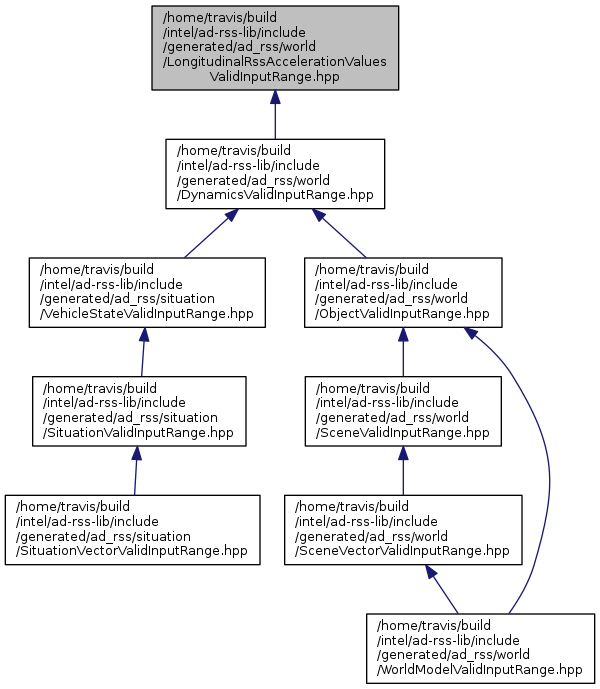 /home/travis/build
/intel/ad-rss-lib/include
/generated/ad_rss/world
/LongitudinalRssAccelerationValues
ValidInputRange.hpp
/home/travis/build
/intel/ad-rss-lib/include
/generated/ad_rss/world
/DynamicsValidInputRange.hpp
/home/travis/build
/intel/ad-rss-lib/include
/generated/ad_rss/situation
/VehicleStateValidInputRange.hpp
/home/travis/build
/intel/ad-rss-lib/include
/generated/ad_rss/world
/ObjectValidInputRange.hpp
/home/travis/build
/intel/ad-rss-lib/include
/generated/ad_rss/situation
/SituationValidInputRange.hpp
/home/travis/build
/intel/ad-rss-lib/include
/generated/ad_rss/world
/SceneValidInputRange.hpp
/home/travis/build
/intel/ad-rss-lib/include
/generated/ad_rss/situation
/SituationVectorValidInputRange.hpp
/home/travis/build
/intel/ad-rss-lib/include
/generated/ad_rss/world
/SceneVectorValidInputRange.hpp
/home/travis/build
/intel/ad-rss-lib/include
/generated/ad_rss/world
/WorldModelValidInputRange.hpp